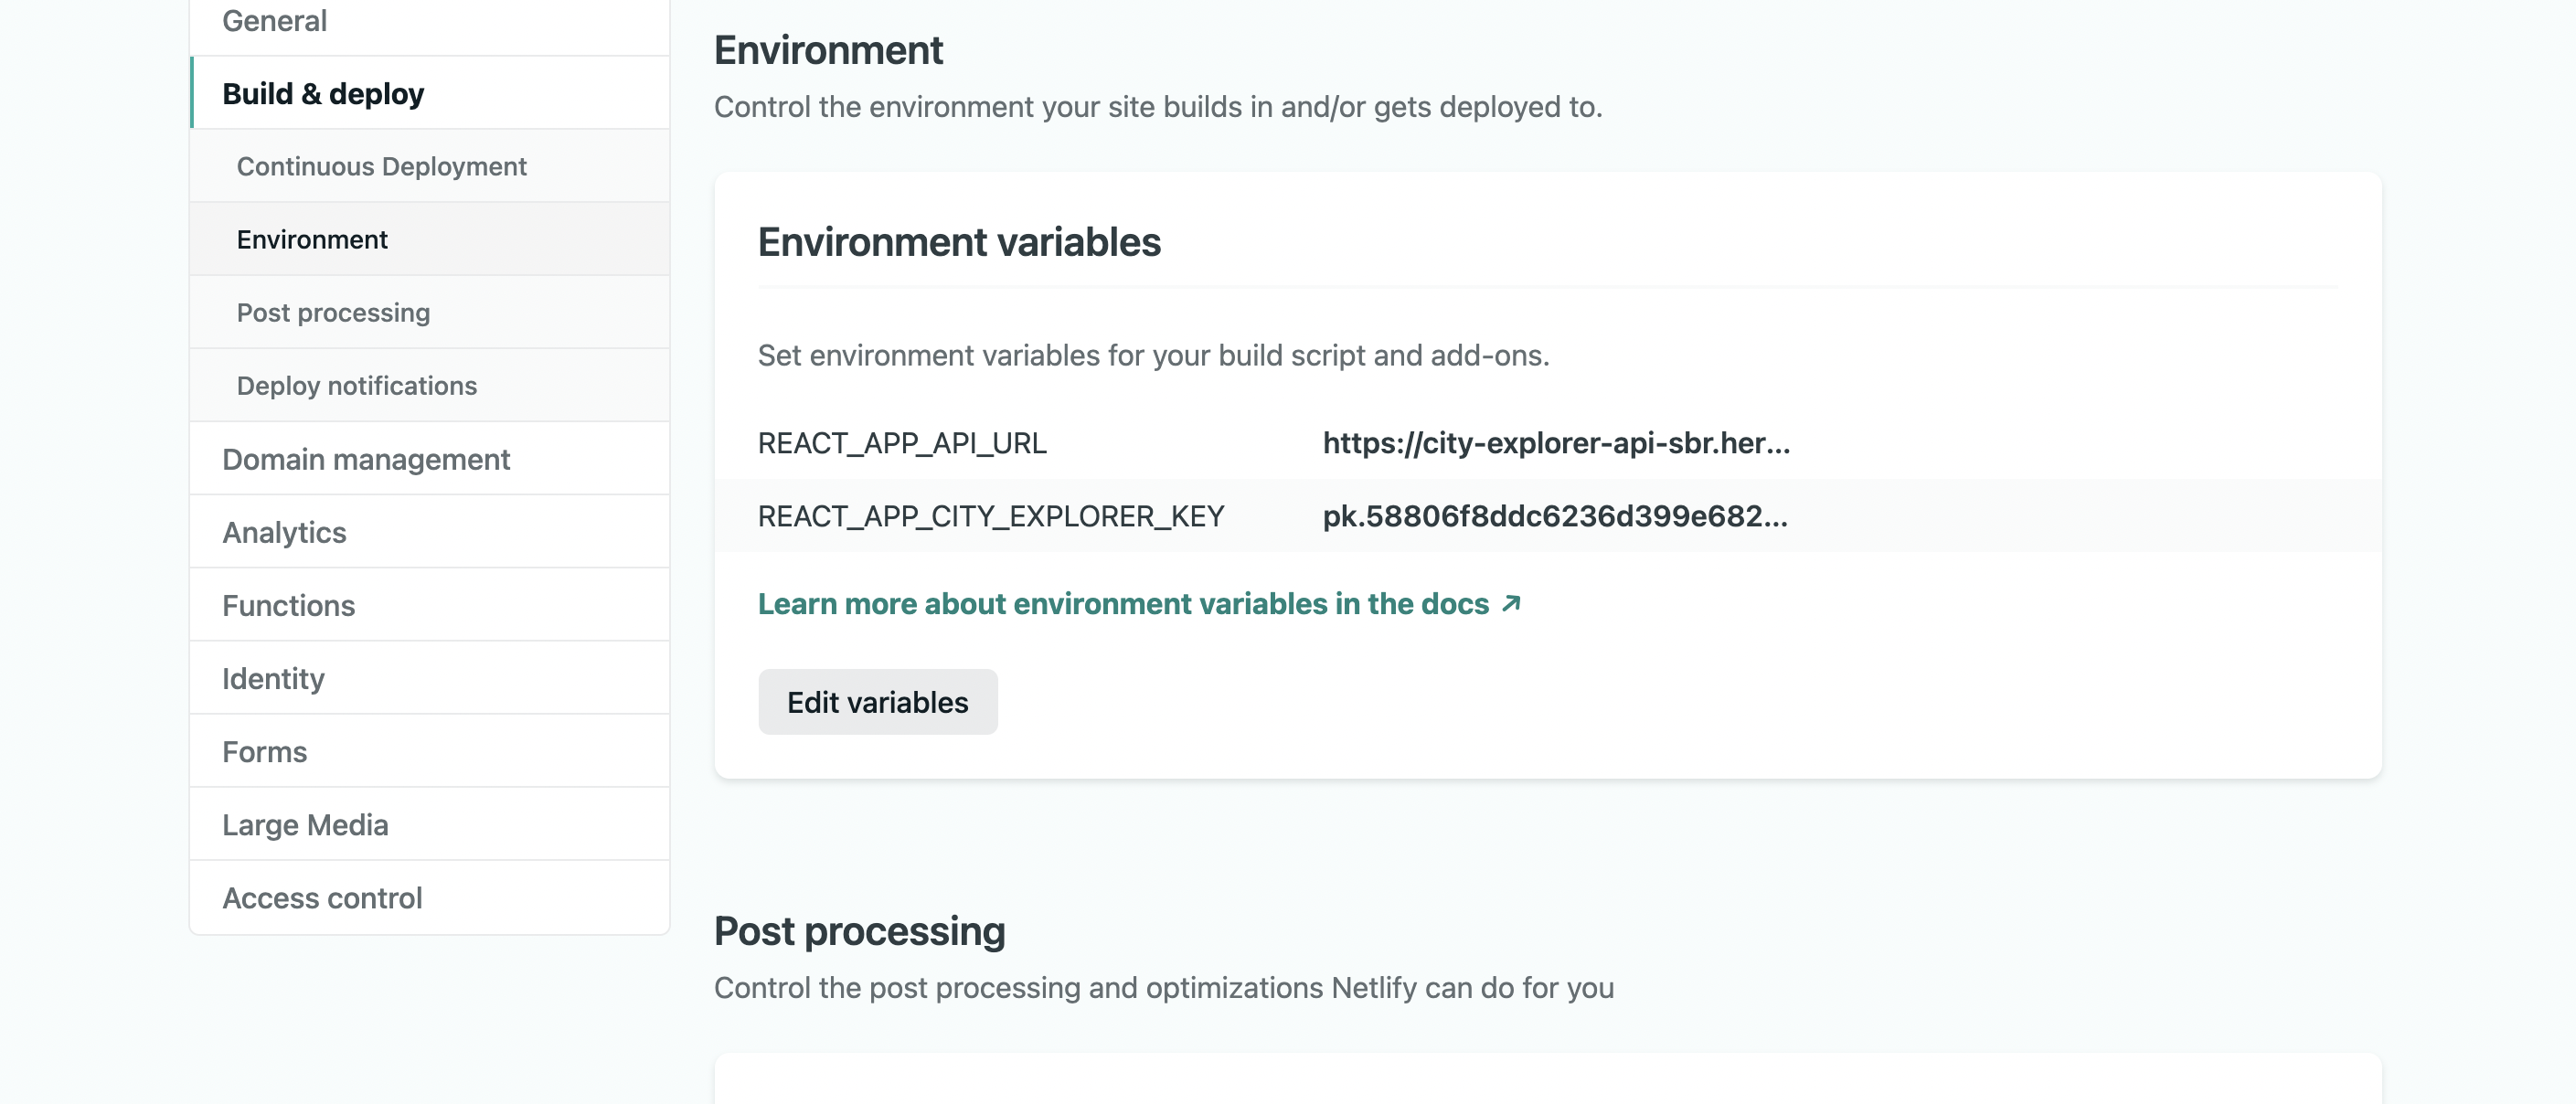 General
Build & deploy
Continuous Deployment
Environment
Post processing
Deploy notifications
Domain management
Analytics
Functions
Identity
Forms
Large Media
Access control
Environment
Control the environment your site builds in and/or gets deployed to.
Environment variables
Set environment variables for your build script and add-ons.
REACT_APP_API_URL https://city-explorer-api-sbr.her...
REACT_APP_CITY_EXPLORER_KEY pk.58806f8ddc6236d399e682...
Learn more about environment variables in the docs ↗
Edit variables
Post processing
Control the post processing and optimizations Netlify can do for you